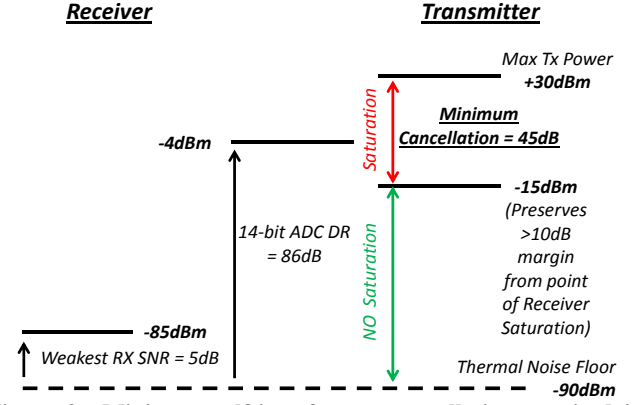 Receiver
Transmitter
Max Tx Power
+30dBm
Saturation
Minimum
Cancellation = 45dB
-4dBm
-15dBm
(Preserves
>10dB
margin
from point
of Receiver
Saturation)
14-bit ADC DR
= 86dB
NO Saturation
-85dBm
Weakest RX SNR = 5dB
Thermal Noise Floor
-90dBm